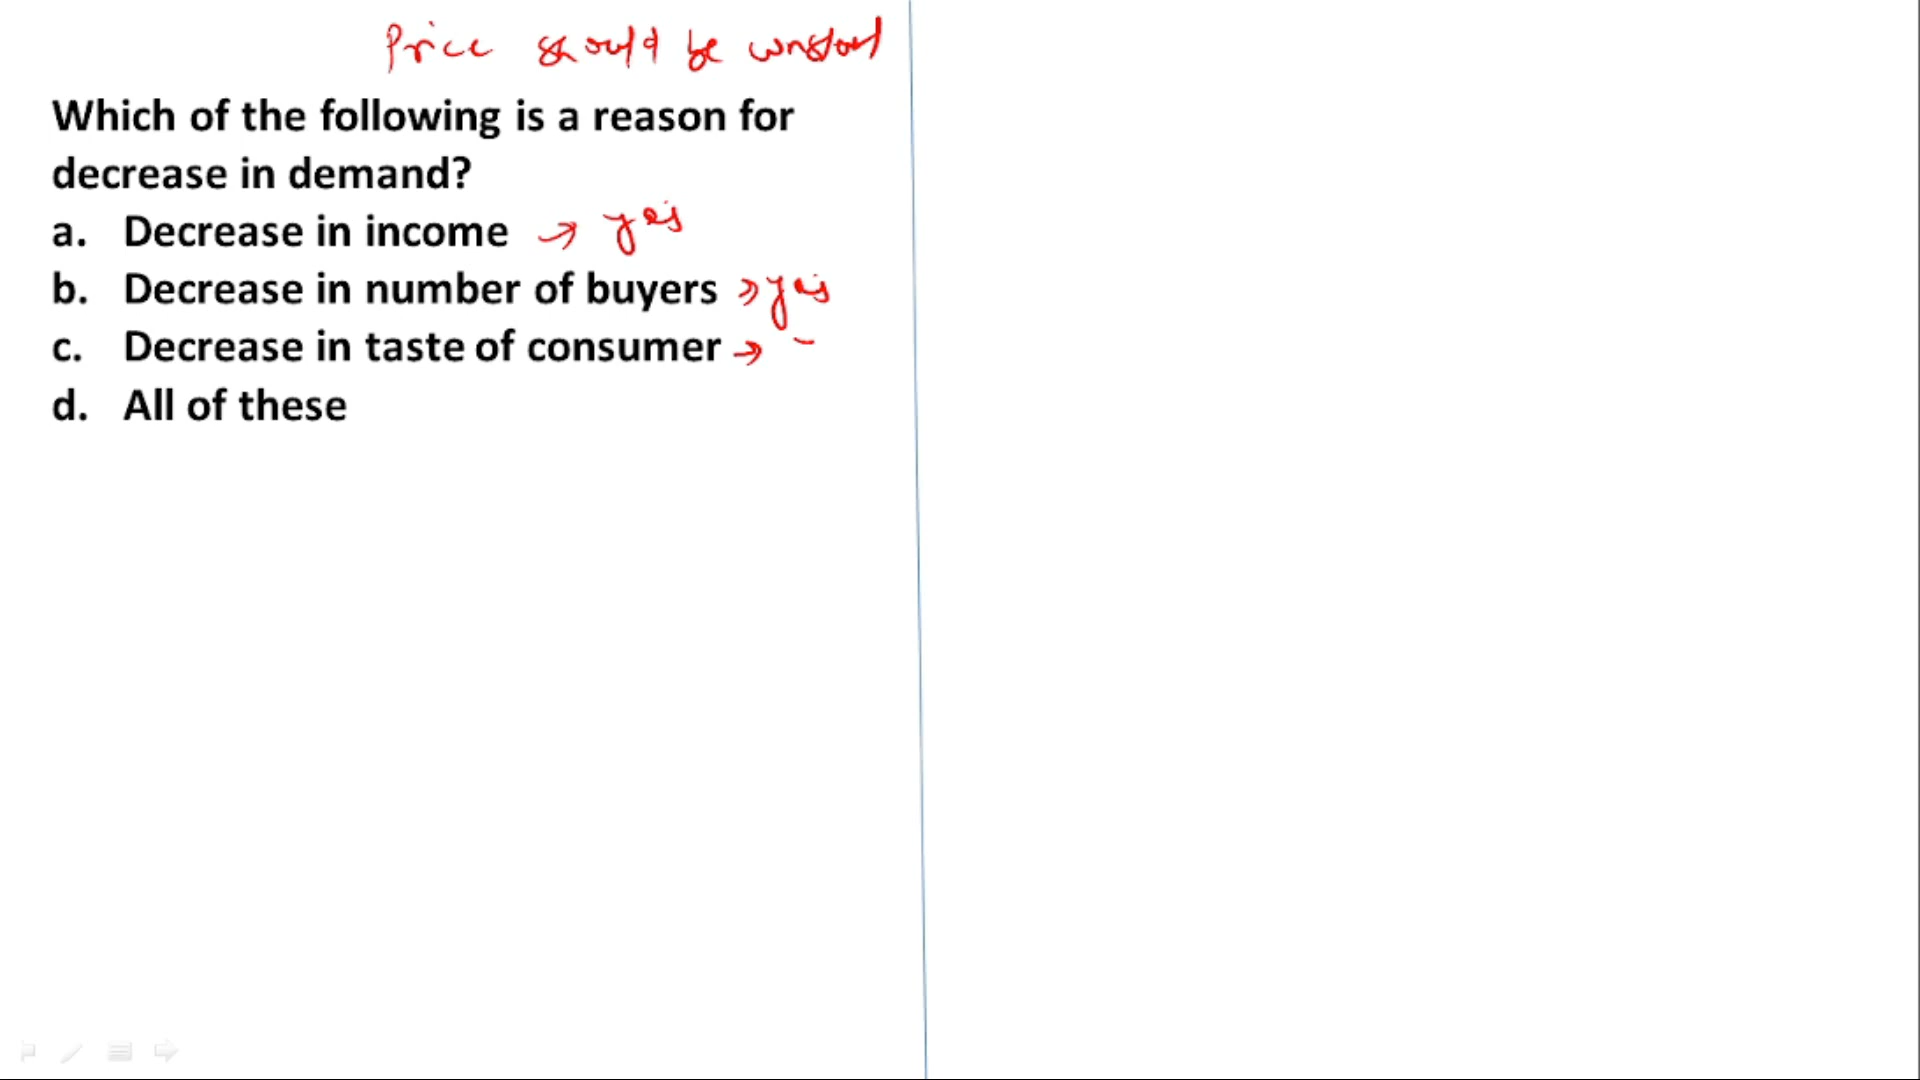 Price should be constant
Which of the following is a reason for
decrease in demand?
a. Decrease in income → yes
b. Decrease in number of buyers → yes
c. Decrease in taste of consumer →
d. All of these